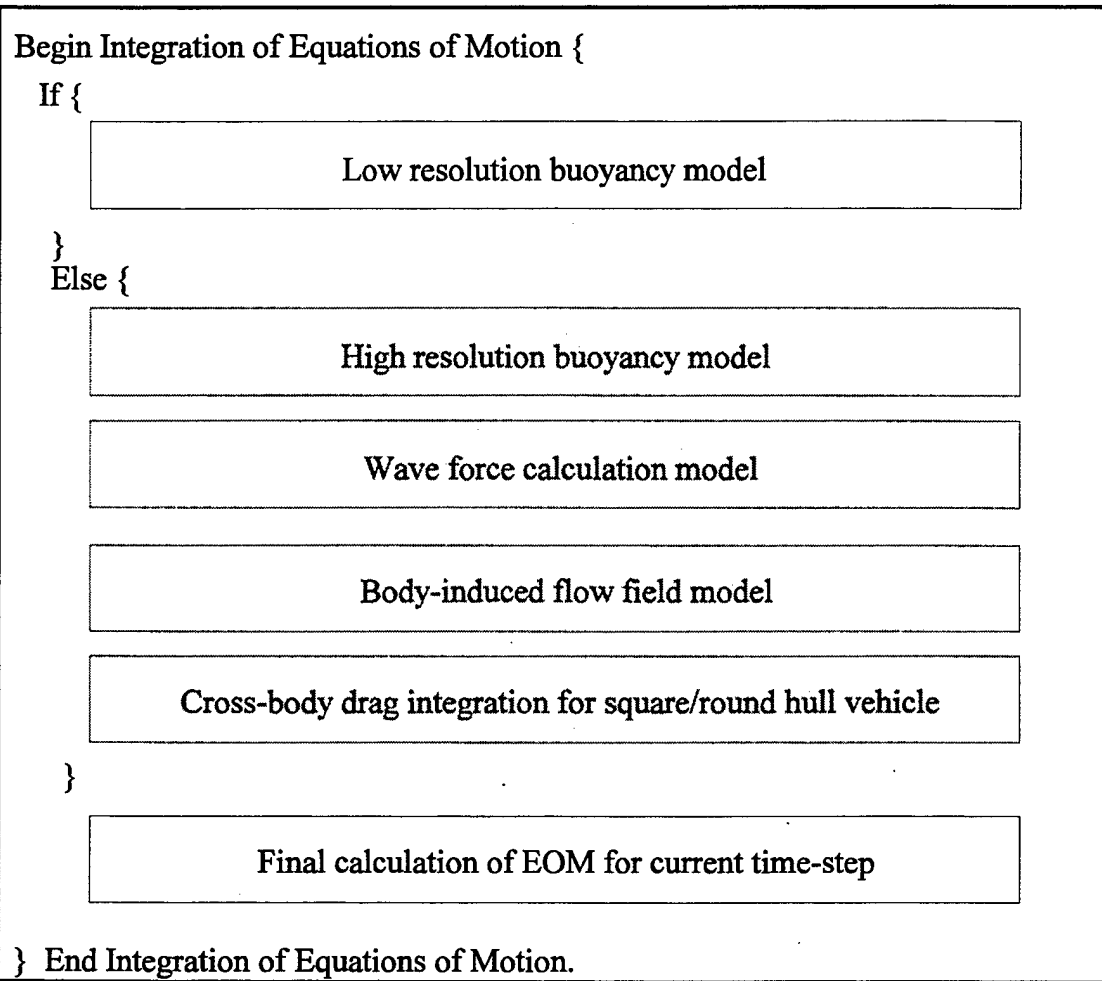 Begin Integration of Equations of Motion {
If {
Low resolution buoyancy model
}
Else {
High resolution buoyancy model
Wave force calculation model
Body-induced flow field model
Cross-body drag integration for square/round hull vehicle
}
Final calculation of EOM for current time-step
} End Integration of Equations of Motion.